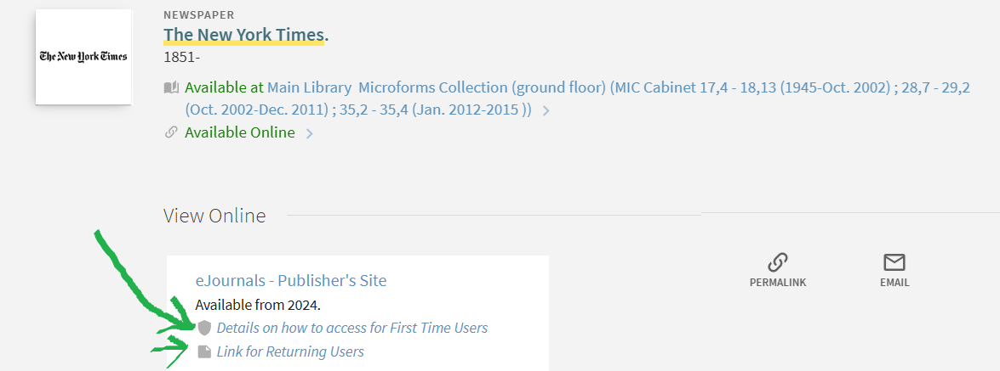 NEWSPAPER
The New York Times
The New York Times.
1851-
Available at Main Library Microforms Collection (ground floor) (MIC Cabinet 17,4 - 18,13 (1945-Oct. 2002) ; 28,7 - 29,2
(Oct. 2002-Dec. 2011) ; 35,2 - 35,4 (Jan. 2012-2015 ))
Available Online
View Online
eJournals - Publisher's Site
Available from 2024.
Details on how to access for First Time Users
Link for Returning Users
PERMALINK
EMAIL